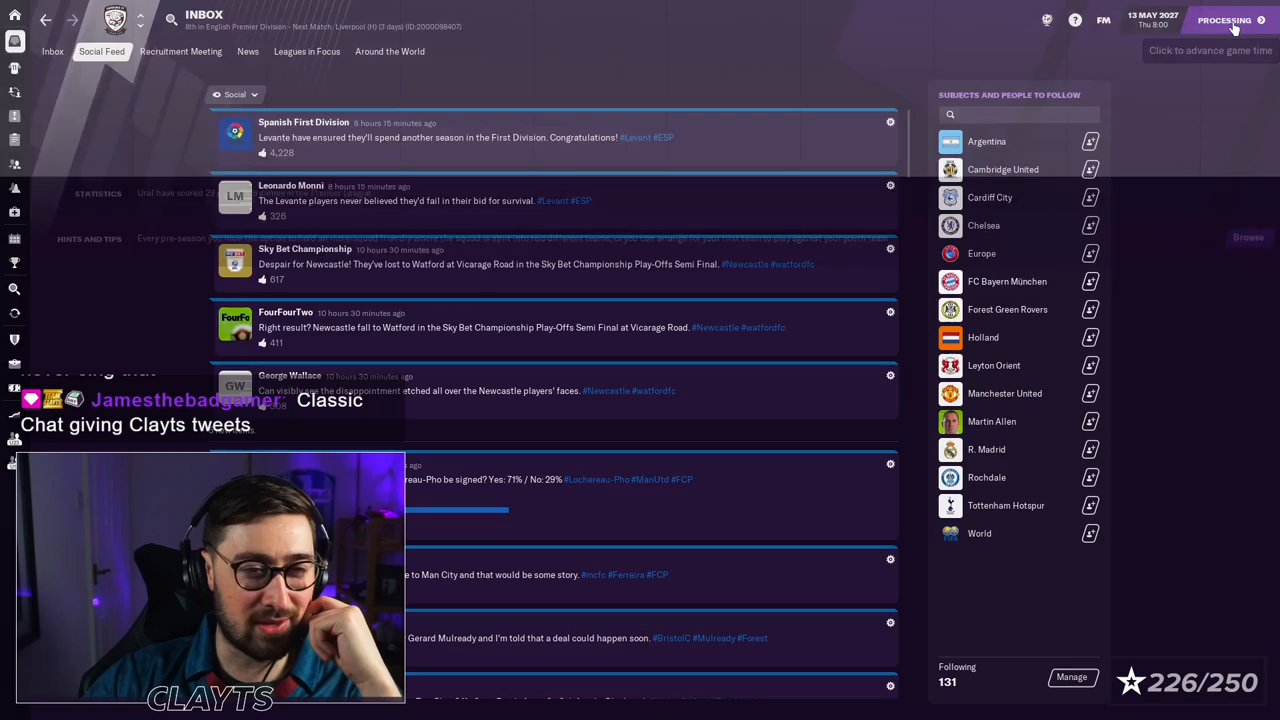 INBOX
8th in English Premier Division - Next Match: Liverpool (H) (3 days) (ID:2000096407)
FM
13 MAY 2027
Thu 8:00
PROCESSING
Click to advance game time
Inbox
Social Feed
Recruitment Meeting
News
Leagues in Focus
Around the World
Social
Spanish First Division 8 hours 15 minutes ago
Levante have ensured they'll spend another season in the First Division. Congratulations! #Levant #ESP
4,228
STATISTICS
HINTS AND TIPS
Browse
LM
Leonardo Monni 8 hours 15 minutes ago
The Levante players never believed they'd fail in their bid for survival. #Levant #ESP
326
Sky Bet Championship 10 hours 30 minutes ago
Despair for Newcastle! They've lost to Watford at Vicarage Road in the Sky Bet Championship Play-Offs Semi Final. #Newcastle #watfordfc
617
FourFourTwo 10 hours 30 minutes ago
Right result? Newcastle fall to Watford in the Sky Bet Championship Play-Offs Semi Final at Vicarage Road. #Newcastle #watfordfc
411
GW
George Wallace 10 hours 30 minutes ago
Can visibly see the disappointment etched all over the Newcastle players' faces. #Newcastle #watfordfc
s ago
reau-Pho be signed? Yes: 71% / No: 29% #Lochereau-Pho #ManUtd #FCP
ago
e to Man City and that would be some story. #mcfc #Ferreira #FCP
ago
Gerard Mulready and I'm told that a deal could happen soon. #BristolC #Mulready #Forest
ago
SUBJECTS AND PEOPLE TO FOLLOW
Argentina
Cambridge United
Cardiff City
Chelsea
Europe
FC Bayern München
Forest Green Rovers
Holland
Leyton Orient
Manchester United
Martin Allen
R. Madrid
Rochdale
Tottenham Hotspur
World
Following
131
Manage
Jamesthebadgamer: Classic
Chat giving Clayts tweets
CLAYTS
226/250